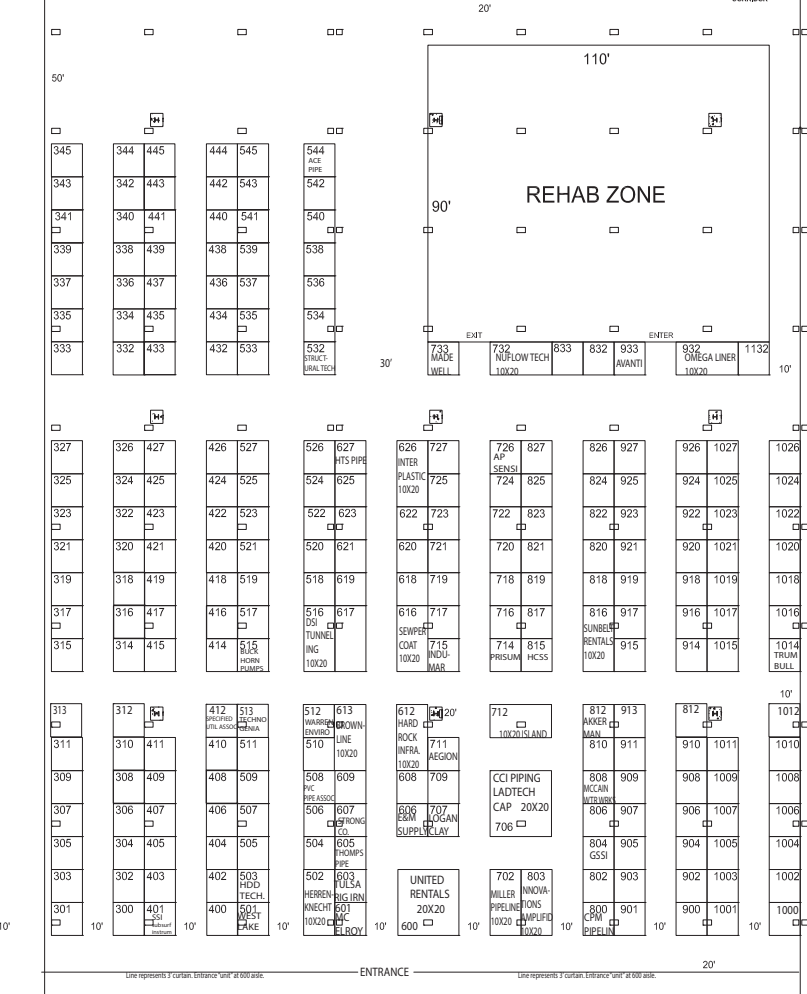 20'
110'
50'
345 344 445 444 545 544
ACE
PIPE
343 342 443 442 543 542
90'
REHAB ZONE
341 340 441 440 541 540
339 338 439 438 539 538
337 336 437 436 537 536
335 334 435 434 535 534
EXIT ENTER
333 332 433 432 533 532
STRUCT-
URAL TECH
30'
733
MADE
WELL
732
NUFLOW TECH
10X20
833 832 933
AVANTI
932
OMEGA LINER
10X20
1132
10'
327 326 427 426 527 526 627
HTS PIPE
626
INTER
PLASTIC
10X20
727 726
AP
SENSI
827 826 927 926 1027 1026
325 324 425 424 525 524 625 725 724 825 824 925 924 1025 1024
323 322 423 422 523 522 623 622 723 722 823 822 923 922 1023 1022
321 320 421 420 521 520 621 620 721 720 821 820 921 920 1021 1020
319 318 419 418 519 518 619 618 719 718 819 818 919 918 1019 1018
317 316 417 416 517 516
DSI
TUNNEL
ING
10X20
617 616
SEWPER
COAT
10X20
717 716 817 816
SUNBELT
RENTALS
10X20
917 916 1017 1016
315 314 415 414 515
BUCK
HORN
PUMPS
715
INDU-
MAR
714
PRISUM
815
HCSS
915 914 1015 1014
TRUM
BULL
10'
313 312 412
SPECIFIED
UTIL ASSOC
513
TECHNO
GENIA
512
WARREN
ENVIRO
613
BROWN-
LINE
10X20
612
HARD
ROCK
INFRA.
10X20
20'
712
10X20 ISLAND
812
AKKER
MAN
913 812 1012
311 310 411 410 511 510 711
AEGION
810 911 910 1011 1010
309 308 409 408 509 508
PVC
PIPE ASSOC
609 608 709
CCI PIPING
LADTECH
CAP 20X20
706
808
MCCAIN
WTR WRKS
909 908 1009 1008
307 306 407 406 507 506 607
STRONG
CO.
606
E&M
SUPPLY
707
LOGAN
CLAY
806 907 906 1007 1006
305 304 405 404 505 504 605
THOMPS
PIPE
804
GSSI
905 904 1005 1004
303 302 403 402 503
HDD
TECH.
502
HERREN-
KNECHT
10X20
603
TULSA
RIG IRN
UNITED
RENTALS
20X20
600
702
MILLER
PIPELINE
10X20
803
INNOVA-
TIONS
AMPLIFID
10X20
802 903 902 1003 1002
301 300 401
SSI
subsurf
instrum
400 501
WEST
LAKE
601
MC
ELROY
800
CPM
PIPELIN
901 900 1001 1000
10' 10' 10' 10' 10' 10' 10' 10' 10'
20'
Line represents 3' curtain. Entrance "unit" at 600 aisle.
ENTRANCE
Line represents 3' curtain. Entrance "unit" at 600 aisle.